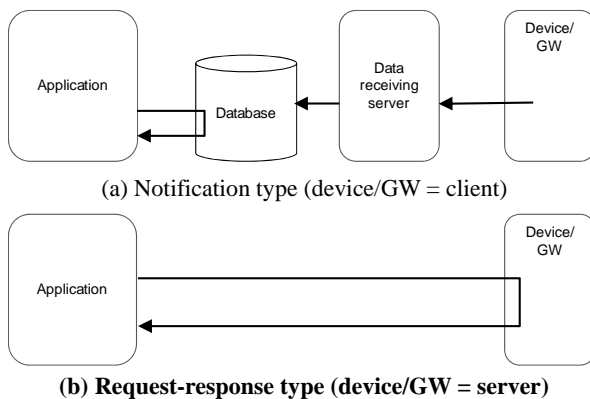 Application
Database
Data
receiving
server
Device/
GW
(a) Notification type (device/GW = client)
Application
Device/
GW
(b) Request-response type (device/GW = server)